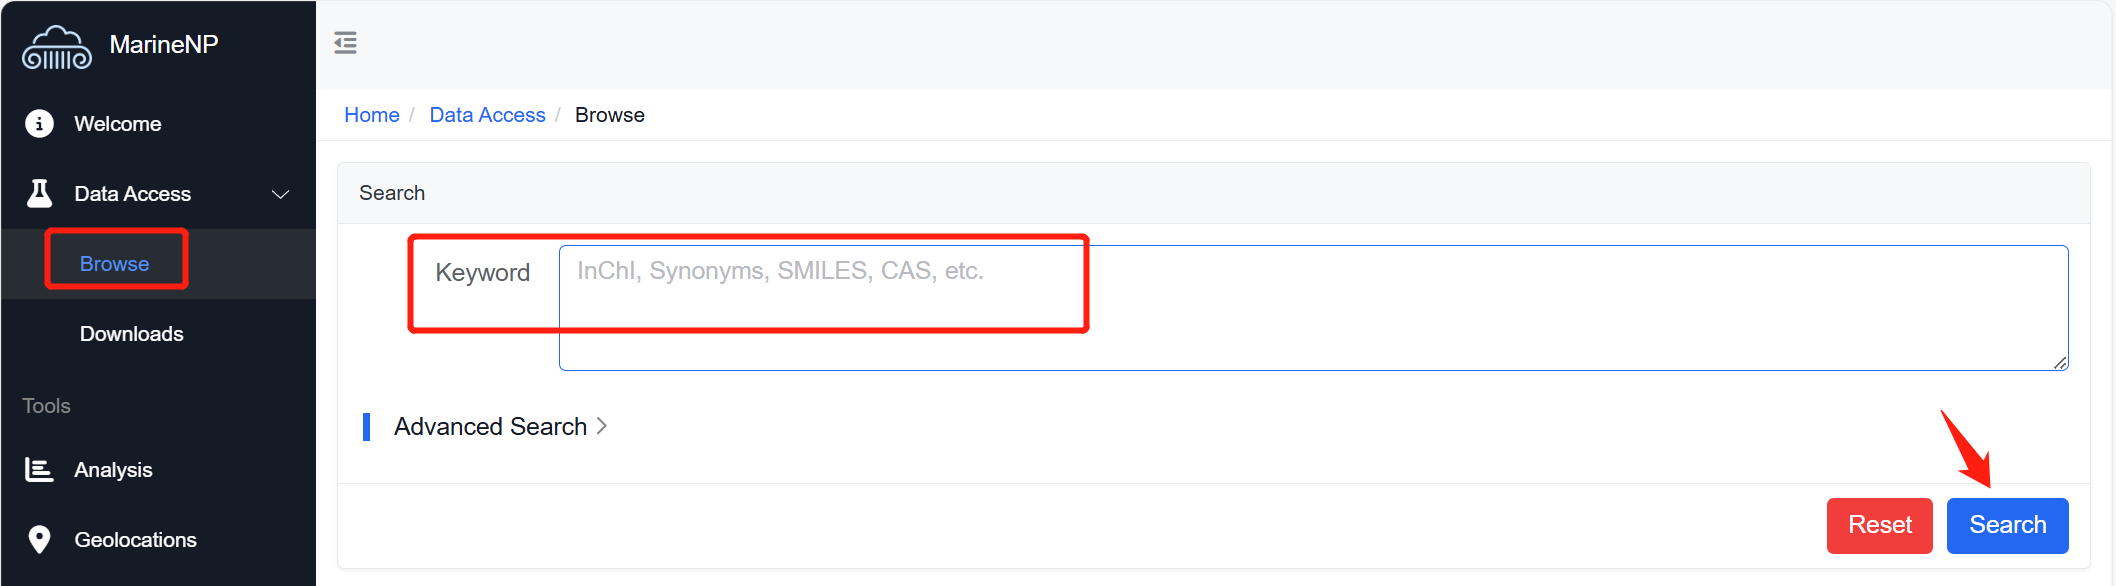 MarineNP
Welcome
Data Access
Browse
Downloads
Tools
Analysis
Geolocations
Home / Data Access / Browse
Search
Keyword
InChI, Synonyms, SMILES, CAS, etc.
Advanced Search >
Reset
Search